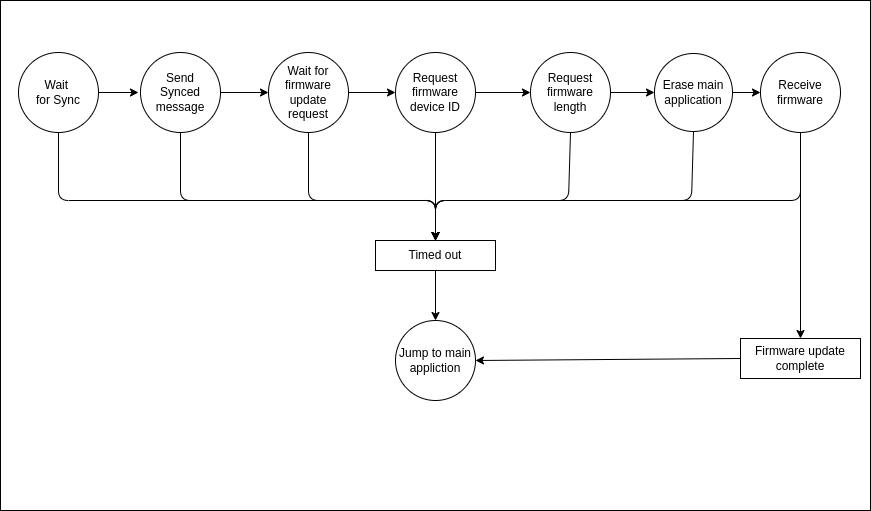 Wait
for Sync
Send
Synced
message
Wait for
firmware
update
request
Request
firmware
device ID
Request
firmware
length
Erase main
application
Receive
firmware
Timed out
Jump to main
appliction
Firmware update
complete